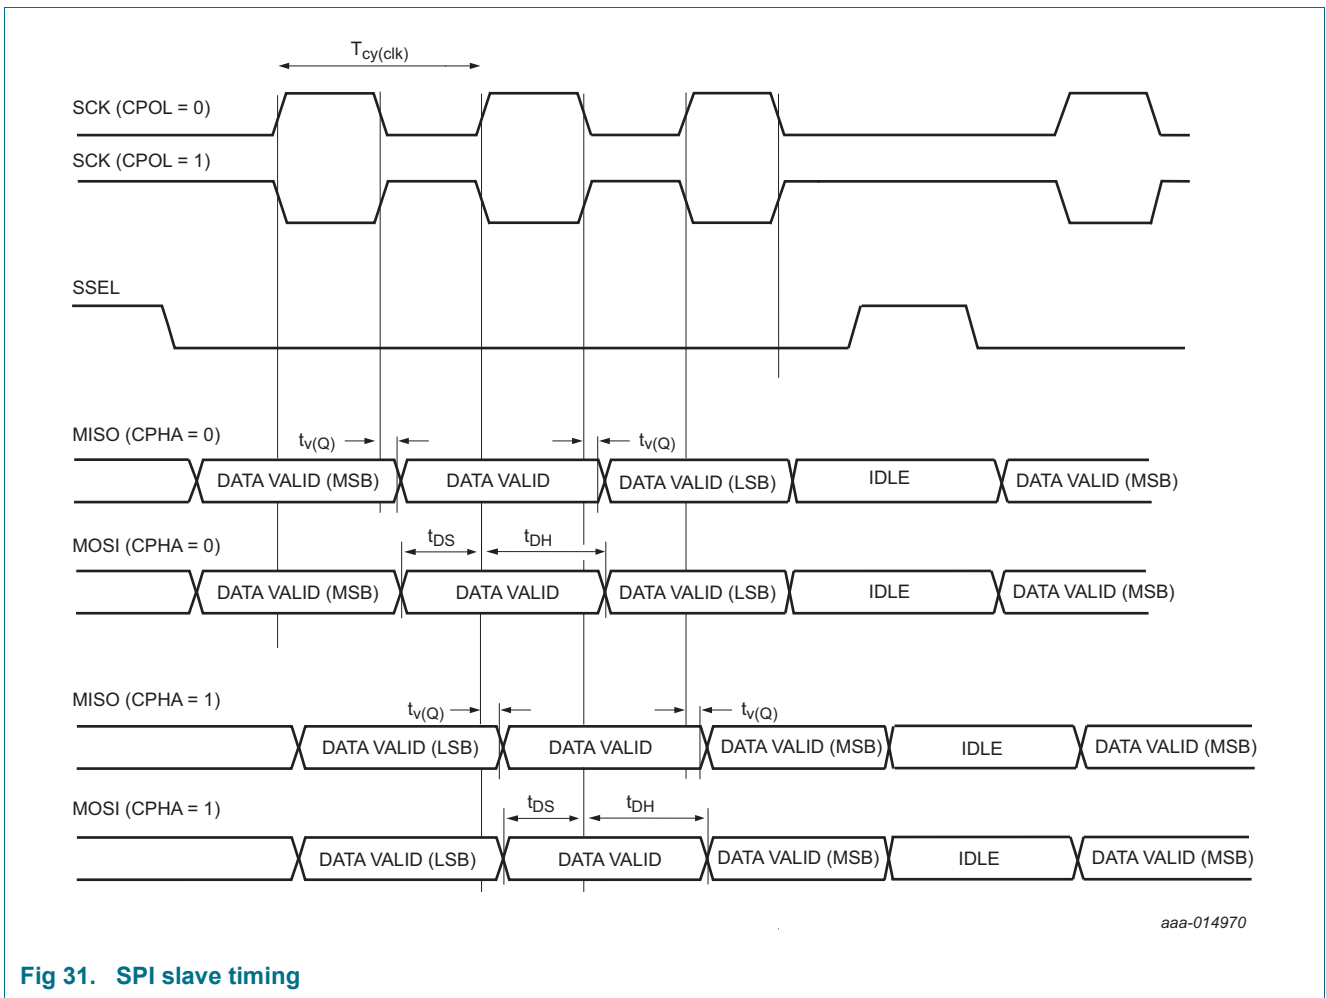 Tcy(clk)
SCK (CPOL = 0)
SCK (CPOL = 1)
SSEL
MISO (CPHA = 0)
tv(Q)
tv(Q)
DATA VALID (MSB)
DATA VALID
DATA VALID (LSB)
IDLE
DATA VALID (MSB)
MOSI (CPHA = 0)
tDS
tDH
DATA VALID (MSB)
DATA VALID
DATA VALID (LSB)
IDLE
DATA VALID (MSB)
MISO (CPHA = 1)
tv(Q)
tv(Q)
DATA VALID (LSB)
DATA VALID
DATA VALID (MSB)
IDLE
DATA VALID (MSB)
MOSI (CPHA = 1)
tDS
tDH
DATA VALID (LSB)
DATA VALID
DATA VALID (MSB)
IDLE
DATA VALID (MSB)
aaa-014970
Fig 31. SPI slave timing